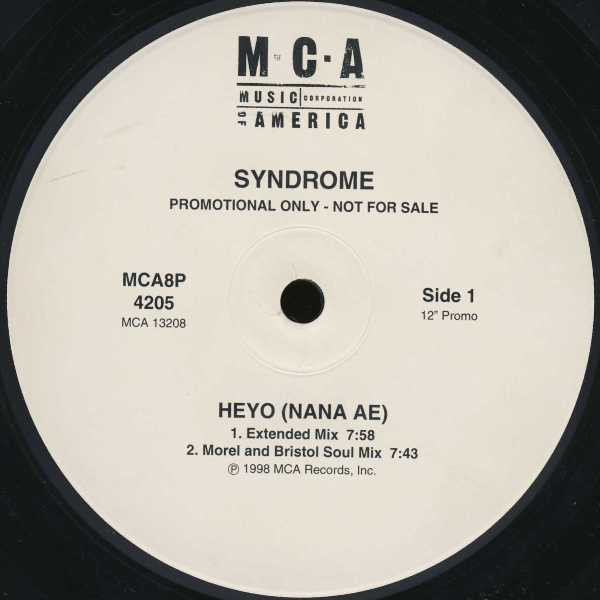 M·C·A
MUSIC CORPORATION
OF AMERICA
SYNDROME
PROMOTIONAL ONLY - NOT FOR SALE
MCA8P
4205
MCA 13208
Side 1
12" Promo
HEYO (NANA AE)
1. Extended Mix 7:58
2. Morel and Bristol Soul Mix 7:43
℗ 1998 MCA Records, Inc.